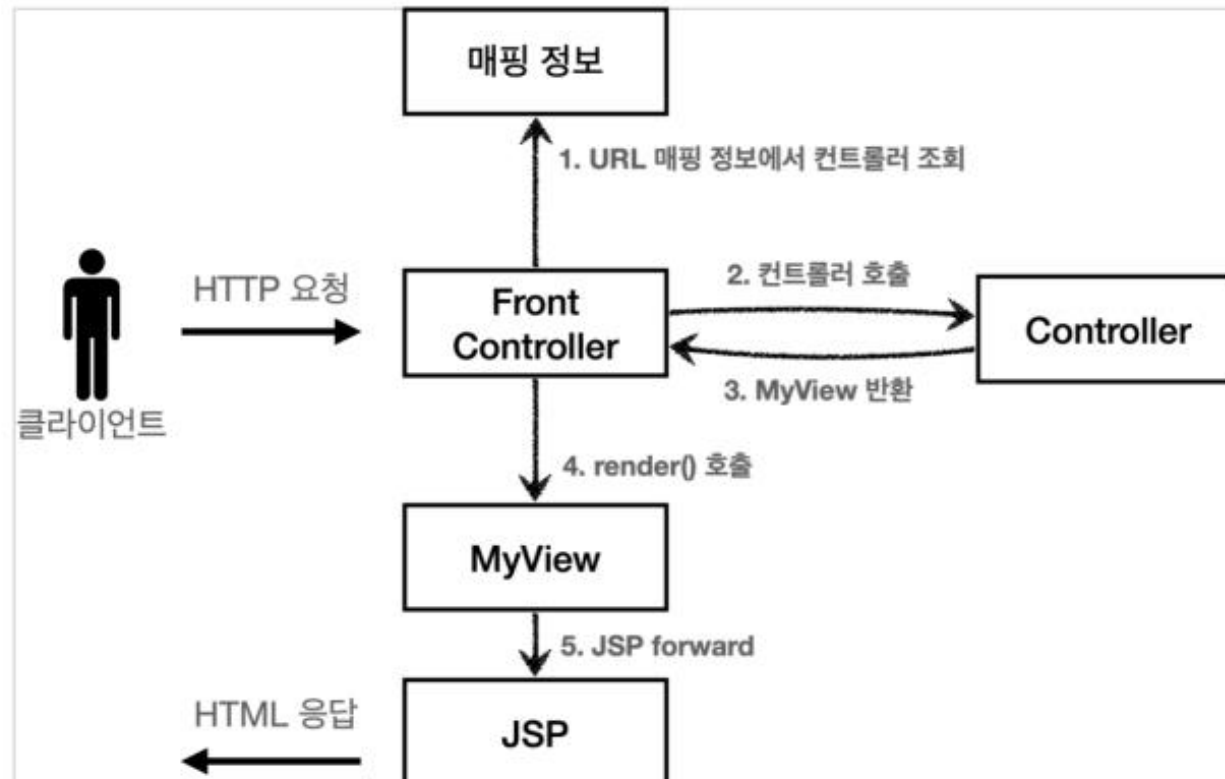 매핑 정보
1. URL 매핑 정보에서 컨트롤러 조회
HTTP 요청
클라이언트
Front
Controller
2. 컨트롤러 호출
3. MyView 반환
Controller
4. render() 호출
MyView
5. JSP forward
HTML 응답
JSP